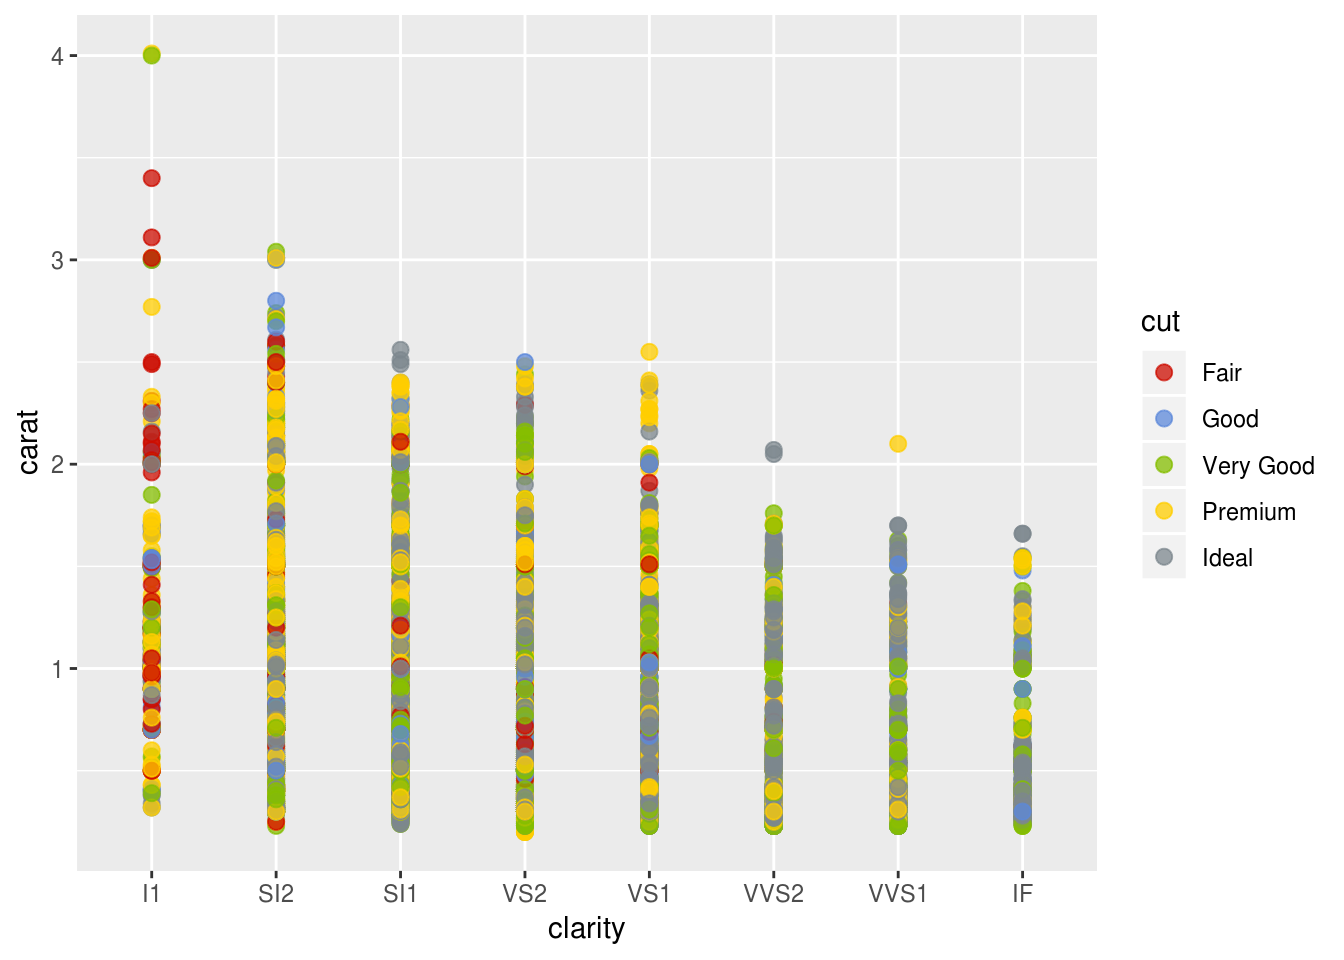 4
3
2
1
carat
I1 SI2 SI1 VS2 VS1 VVS2 VVS1 IF
clarity
cut
Fair
Good
Very Good
Premium
Ideal